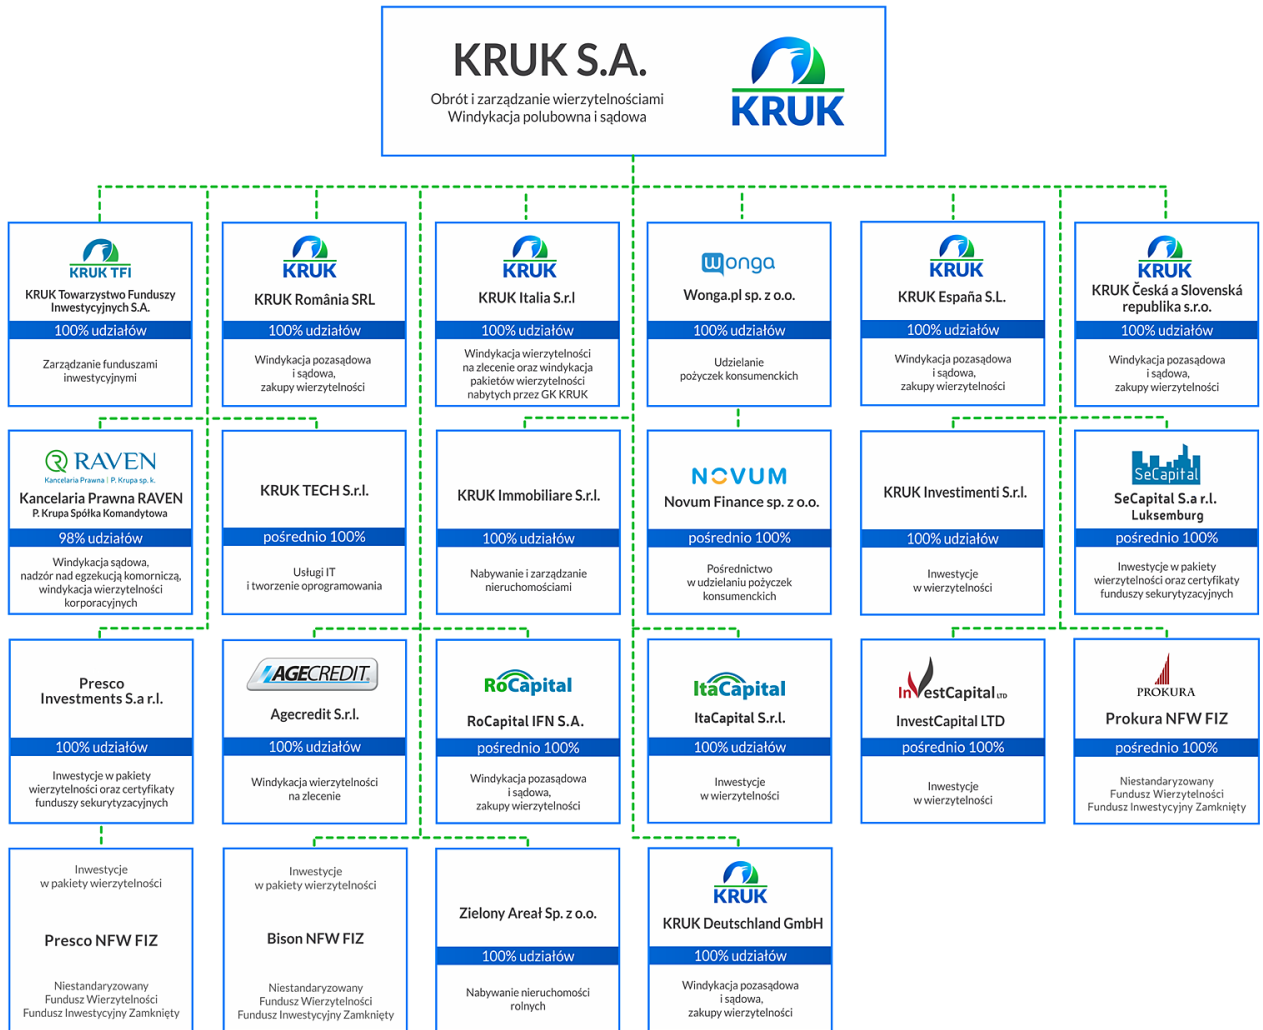 KRUK S.A.
Obrót i zarządzanie wierzytelnościami
Windykacja polubowna i sądowa
KRUK
KRUK TFI
KRUK Towarzystwo Funduszy
Inwestycyjnych S.A.
100% udziałów
Zarządzanie funduszami
inwestycyjnymi
KRUK
KRUK România SRL
100% udziałów
Windykacja pozasądowa
i sądowa,
zakupy wierzytelności
KRUK
KRUK Italia S.r.l
100% udziałów
Windykacja wierzytelności
na zlecenie oraz windykacja
pakietów wierzytelności
nabytych przez GK KRUK
wonga
Wonga.pl sp. z o.o.
100% udziałów
Udzielanie
pożyczek konsumenckich
KRUK
KRUK España S.L.
100% udziałów
Windykacja pozasądowa
i sądowa,
zakupy wierzytelności
KRUK
KRUK Česká a Slovenská
republika s.r.o.
100% udziałów
Windykacja pozasądowa
i sądowa,
zakupy wierzytelności
RAVEN
Kancelaria Prawna | P. Krupa sp. k.
Kancelaria Prawna RAVEN
P. Krupa Spółka Komandytowa
98% udziałów
Windykacja sądowa,
nadzór nad egzekucją komorniczą,
windykacja wierzytelności
korporacyjnych
KRUK TECH S.r.l.
pośrednio 100%
Usługi IT
i tworzenie oprogramowania
KRUK Immobiliare S.r.l.
100% udziałów
Nabywanie i zarządzanie
nieruchomościami
NOVUM
Novum Finance sp. z o.o.
pośrednio 100%
Pośrednictwo
w udzielaniu pożyczek
konsumenckich
KRUK Investimenti S.r.l.
100% udziałów
Inwestycje
w wierzytelności
SeCapital
SeCapital S.a r.l.
Luksemburg
pośrednio 100%
Inwestycje w pakiety
wierzytelności oraz certyfikaty
funduszy sekurytyzacyjnych
Presco
Investments S.a r.l.
100% udziałów
Inwestycje w pakiety
wierzytelności oraz certyfikaty
funduszy sekurytyzacyjnych
AGECREDIT
Agecredit S.r.l.
100% udziałów
Windykacja wierzytelności
na zlecenie
RoCapital
RoCapital IFN S.A.
pośrednio 100%
Windykacja pozasądowa
i sądowa,
zakupy wierzytelności
ItaCapital
ItaCapital S.r.l.
100% udziałów
Inwestycje
w wierzytelności
InvestCapital LTD
InvestCapital LTD
pośrednio 100%
Inwestycje
w wierzytelności
PROKURA
Prokura NFW FIZ
pośrednio 100%
Niestandaryzowany
Fundusz Wierzytelności
Fundusz Inwestycyjny Zamknięty
Inwestycje
w pakiety wierzytelności
Presco NFW FIZ
Niestandaryzowany
Fundusz Wierzytelności
Fundusz Inwestycyjny Zamknięty
Inwestycje
w pakiety wierzytelności
Bison NFW FIZ
Niestandaryzowany
Fundusz Wierzytelności
Fundusz Inwestycyjny Zamknięty
Zielony Areał Sp. z o.o.
100% udziałów
Nabywanie nieruchomości
rolnych
KRUK
KRUK Deutschland GmbH
100% udziałów
Windykacja pozasądowa
i sądowa,
zakupy wierzytelności